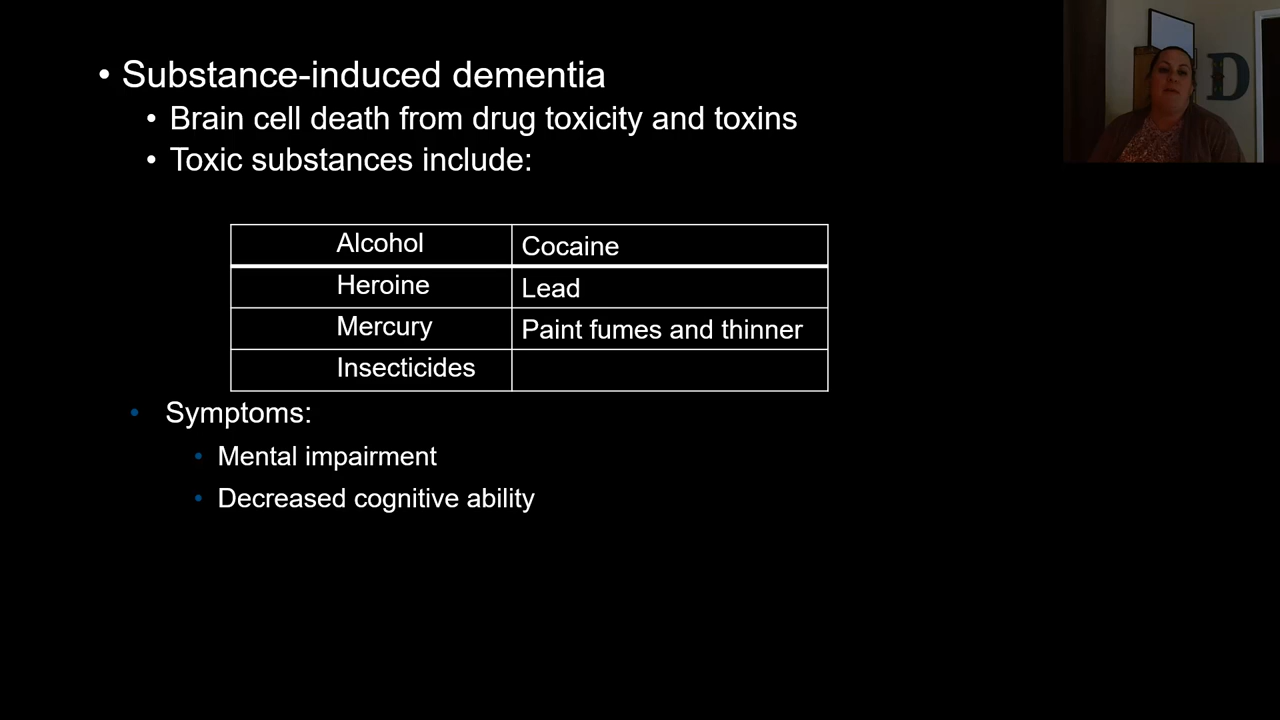 • Substance-induced dementia
• Brain cell death from drug toxicity and toxins
• Toxic substances include:
Alcohol Cocaine
Heroine Lead
Mercury Paint fumes and thinner
Insecticides
• Symptoms:
• Mental impairment
• Decreased cognitive ability
D